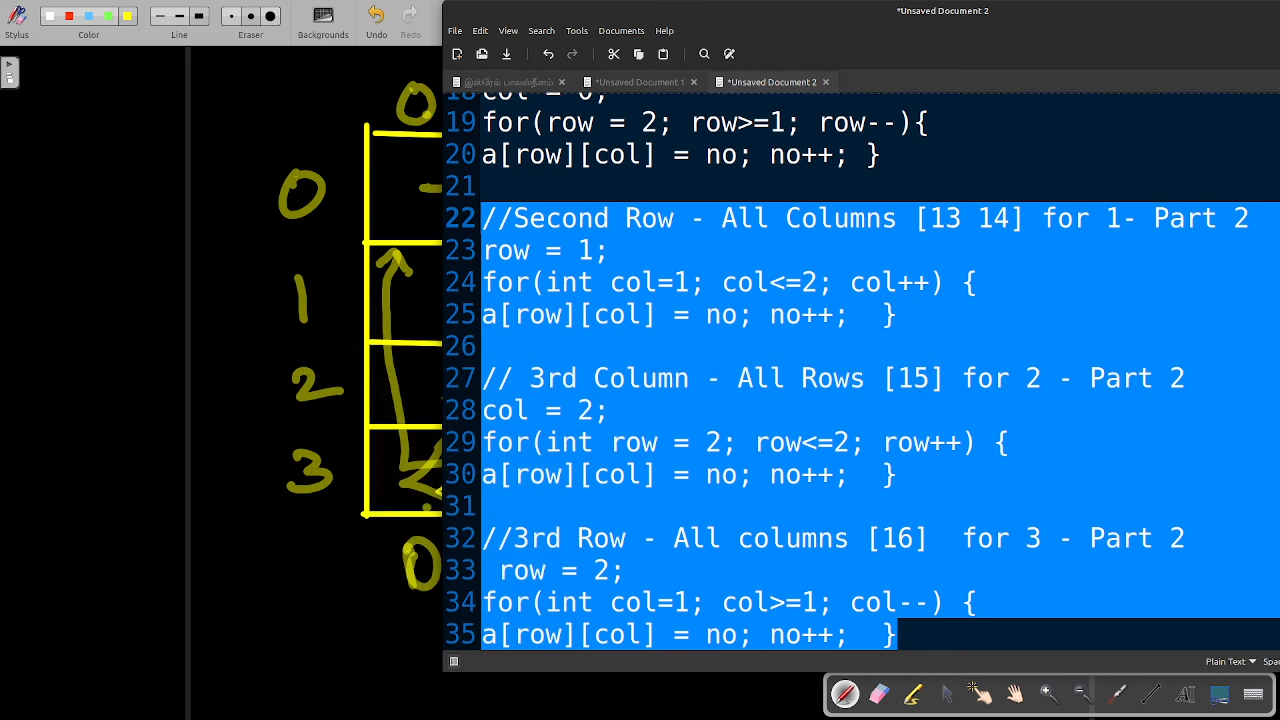 *Unsaved Document 2
File Edit View Search Tools Documents Help
Stylus Color Line Eraser Backgrounds Undo Redo
இஸ்ரேல் பாலஸ்தீனம் *Unsaved Document 1 *Unsaved Document 2
18 col = 0;
19 for(row = 2; row>=1; row--){
20 a[row][col] = no; no++; }
21
22 //Second Row - All Columns [13 14] for 1- Part 2
23 row = 1;
24 for(int col=1; col<=2; col++) {
25 a[row][col] = no; no++;  }
26
27 // 3rd Column - All Rows [15] for 2 - Part 2
28 col = 2;
29 for(int row = 2; row<=2; row++) {
30 a[row][col] = no; no++;  }
31
32 //3rd Row - All columns [16]  for 3 - Part 2
33  row = 2;
34 for(int col=1; col>=1; col--) {
35 a[row][col] = no; no++;  }
0
0
1
2
3
0
Plain Text